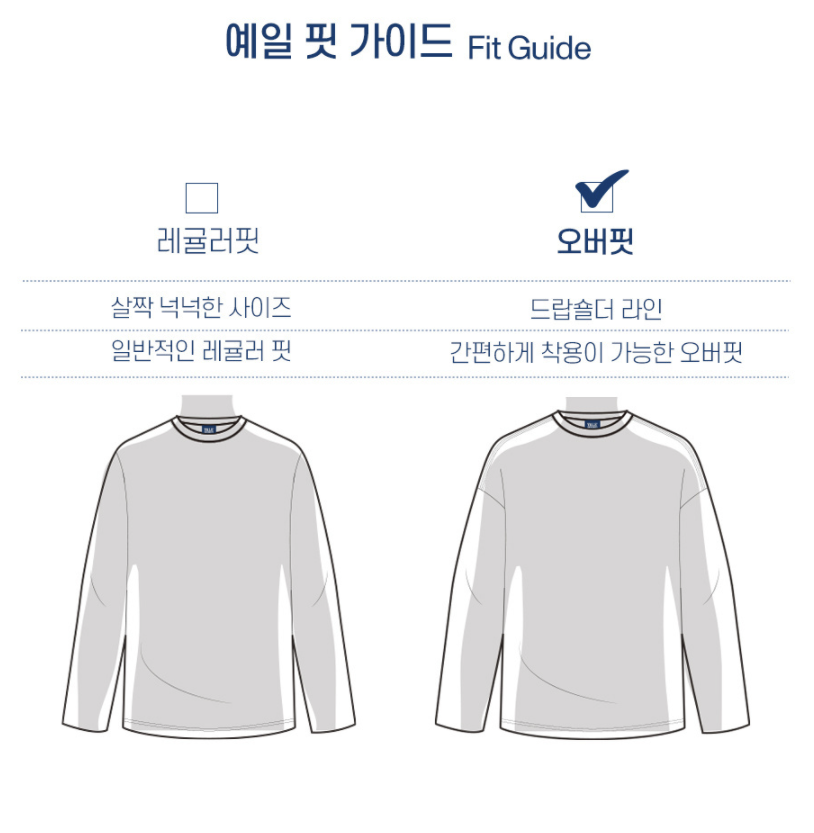 예일 핏 가이드 Fit Guide
레귤러핏
오버핏
살짝 넉넉한 사이즈
드랍숄더 라인
일반적인 레귤러 핏
간편하게 착용이 가능한 오버핏
YALE
YALE